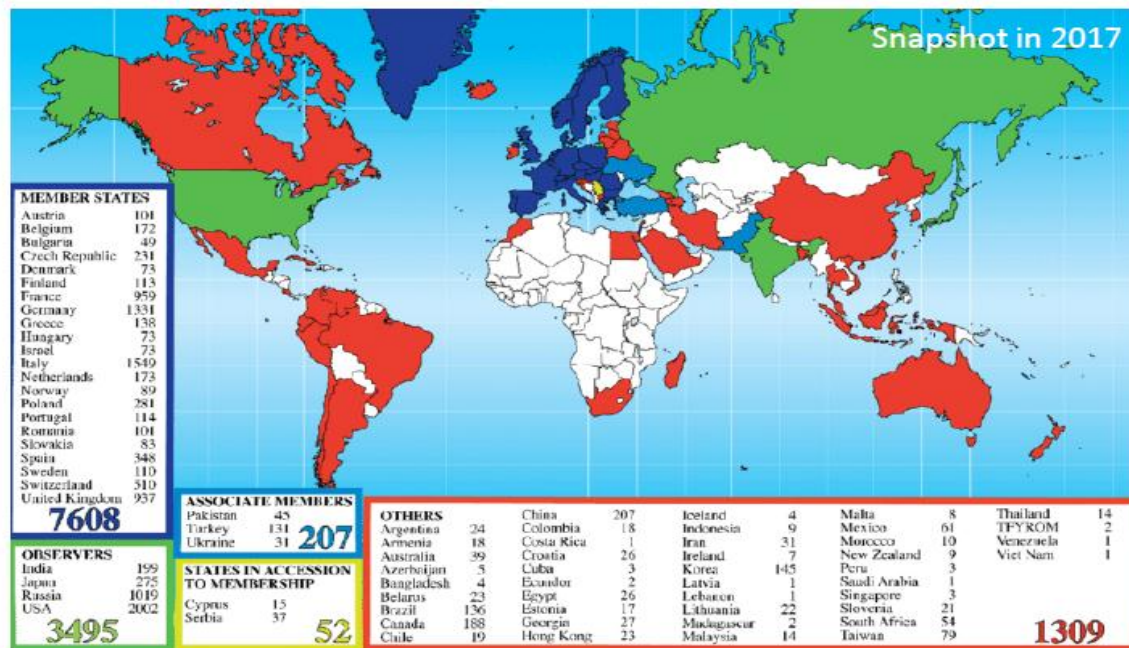 Snapshot in 2017
MEMBER STATES
Austria 101
Belgium 172
Bulgaria 49
Czech Republic 231
Denmark 73
Finland 113
France 959
Germany 1331
Greece 138
Hungary 73
Israel 73
Italy 1549
Netherlands 173
Norway 89
Poland 281
Portugal 114
Romania 101
Slovakia 83
Spain 348
Sweden 110
Switzerland 510
United Kingdom 937
7608
OBSERVERS
India 199
Japan 275
Russia 1019
USA 2002
3495
ASSOCIATE MEMBERS
Pakistan 45
Turkey 131
Ukraine 31
207
STATES IN ACCESSION
TO MEMBERSHIP
Cyprus 15
Serbia 37
52
OTHERS
Argentina 24
Armenia 18
Australia 39
Azerbaijan 5
Bangladesh 4
Belarus 23
Brazil 136
Canada 188
Chile 19
China 207
Colombia 18
Costa Rica 1
Croatia 26
Cuba 3
Ecuador 2
Egypt 26
Estonia 17
Georgia 27
Hong Kong 23
Iceland 4
Indonesia 9
Iran 31
Ireland 7
Korea 145
Latvia 1
Lebanon 1
Lithuania 22
Madagascar 2
Malaysia 14
Malta 8
Mexico 61
Morocco 10
New Zealand 9
Peru 3
Saudi Arabia 1
Singapore 3
Slovenia 21
South Africa 54
Taiwan 79
Thailand 14
TFYROM 2
Venezuela 1
Viet Nam 1
1309